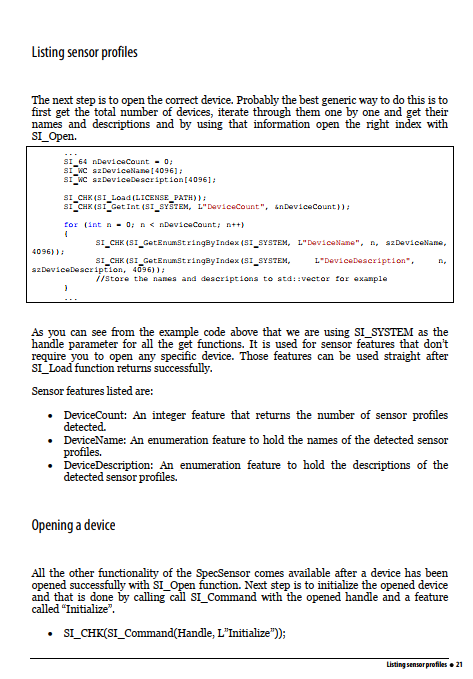 Listing sensor profiles
The next step is to open the correct device. Probably the best generic way to do this is to
first get the total number of devices, iterate through them one by one and get their
names and descriptions and by using that information open the right index with
SI_Open.
...
SI_64 nDeviceCount = 0;
SI_WC szDeviceName[4096];
SI_WC szDeviceDescription[4096];
SI_CHK(SI_Load(LICENSE_PATH));
SI_CHK(SI_GetInt(SI_SYSTEM, L"DeviceCount", &nDeviceCount));
for (int n = 0; n < nDeviceCount; n++)
{
SI_CHK(SI_GetEnumStringByIndex(SI_SYSTEM, L"DeviceName", n, szDeviceName,
4096));
SI_CHK(SI_GetEnumStringByIndex(SI_SYSTEM, L"DeviceDescription", n,
szDeviceDescription, 4096));
//Store the names and descriptions to std::vector for example
}
...
As you can see from the example code above that we are using SI_SYSTEM as the
handle parameter for all the get functions. It is used for sensor features that don't
require you to open any specific device. Those features can be used straight after
SI_Load function returns successfully.
Sensor features listed are:
• DeviceCount: An integer feature that returns the number of sensor profiles
detected.
• DeviceName: An enumeration feature to hold the names of the detected sensor
profiles.
• DeviceDescription: An enumeration feature to hold the descriptions of the
detected sensor profiles.
Opening a device
All the other functionality of the SpecSensor comes available after a device has been
opened successfully with SI_Open function. Next step is to initialize the opened device
and that is done by calling call SI_Command with the opened handle and a feature
called “Initialize”.
• SI_CHK(SI_Command(Handle, L”Initialize”));
Listing sensor profiles • 21